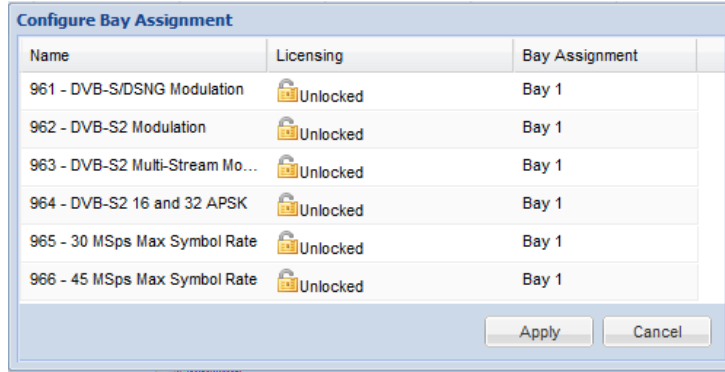 Configure Bay Assignment
Name Licensing Bay Assignment
961 - DVB-S/DSNG Modulation Unlocked Bay 1
962 - DVB-S2 Modulation Unlocked Bay 1
963 - DVB-S2 Multi-Stream Mo... Unlocked Bay 1
964 - DVB-S2 16 and 32 APSK Unlocked Bay 1
965 - 30 MSps Max Symbol Rate Unlocked Bay 1
966 - 45 MSps Max Symbol Rate Unlocked Bay 1
Apply Cancel